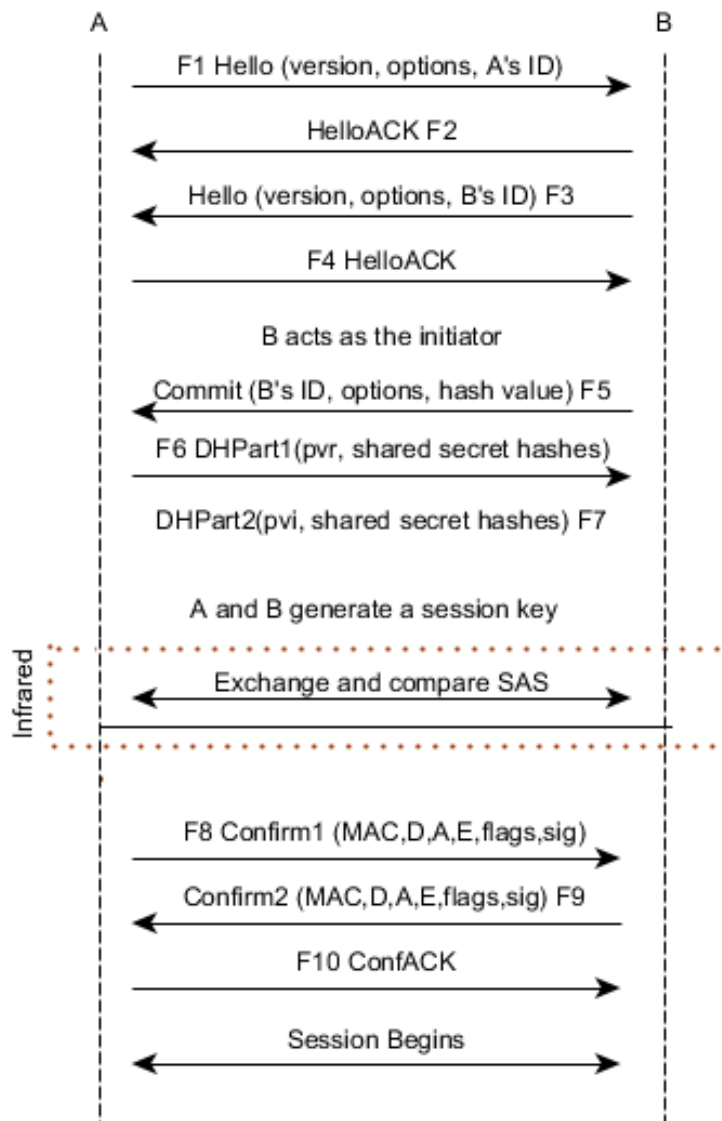 A
B
F1 Hello (version, options, A's ID)
HelloACK F2
Hello (version, options, B's ID) F3
F4 HelloACK
B acts as the initiator
Commit (B's ID, options, hash value) F5
F6 DHPart1(pvr, shared secret hashes)
DHPart2(pvi, shared secret hashes) F7
A and B generate a session key
Infrared
Exchange and compare SAS
F8 Confirm1 (MAC,D,A,E,flags,sig)
Confirm2 (MAC,D,A,E,flags,sig) F9
F10 ConfACK
Session Begins